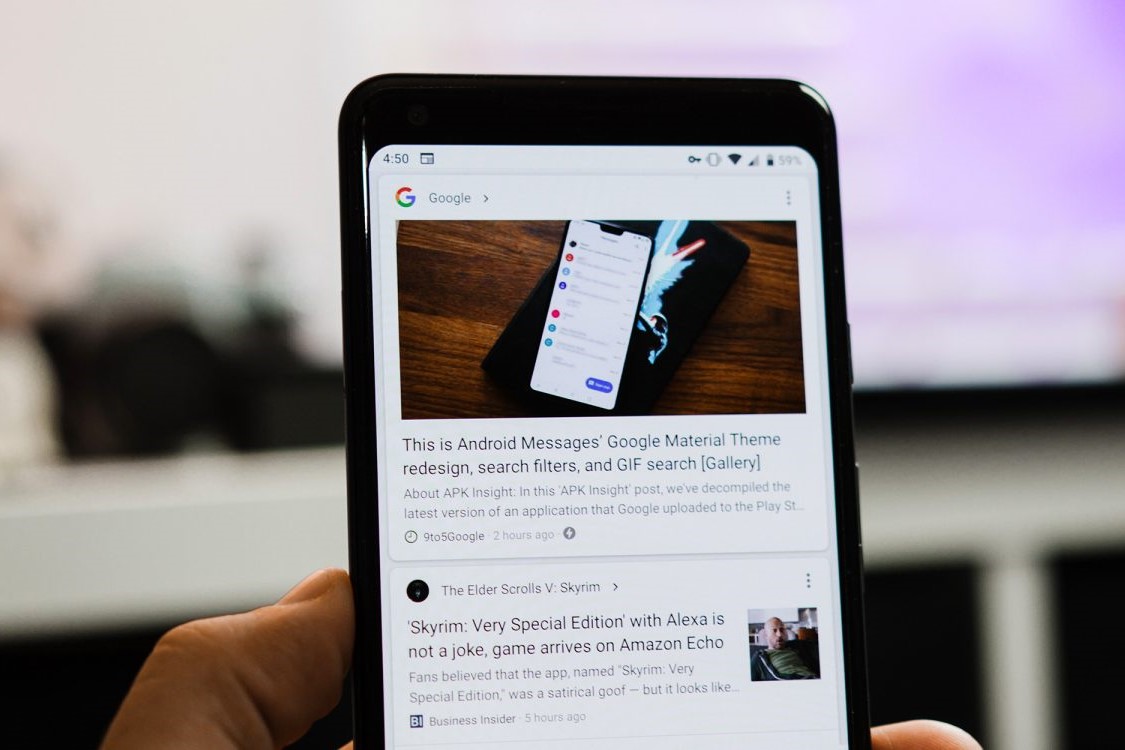 4:50 59%
Google >
This is Android Messages’ Google Material Theme
redesign, search filters, and GIF search [Gallery]
About APK Insight: In this 'APK Insight' post, we've decompiled the
latest version of an application that Google uploaded to the Play St...
9to5Google · 2 hours ago ·
The Elder Scrolls V: Skyrim >
'Skyrim: Very Special Edition' with Alexa is
not a joke, game arrives on Amazon Echo
Fans believed that the app, named "Skyrim: Very
Special Edition," was a satirical goof — but it looks like...
BI Business Insider · 5 hours ago